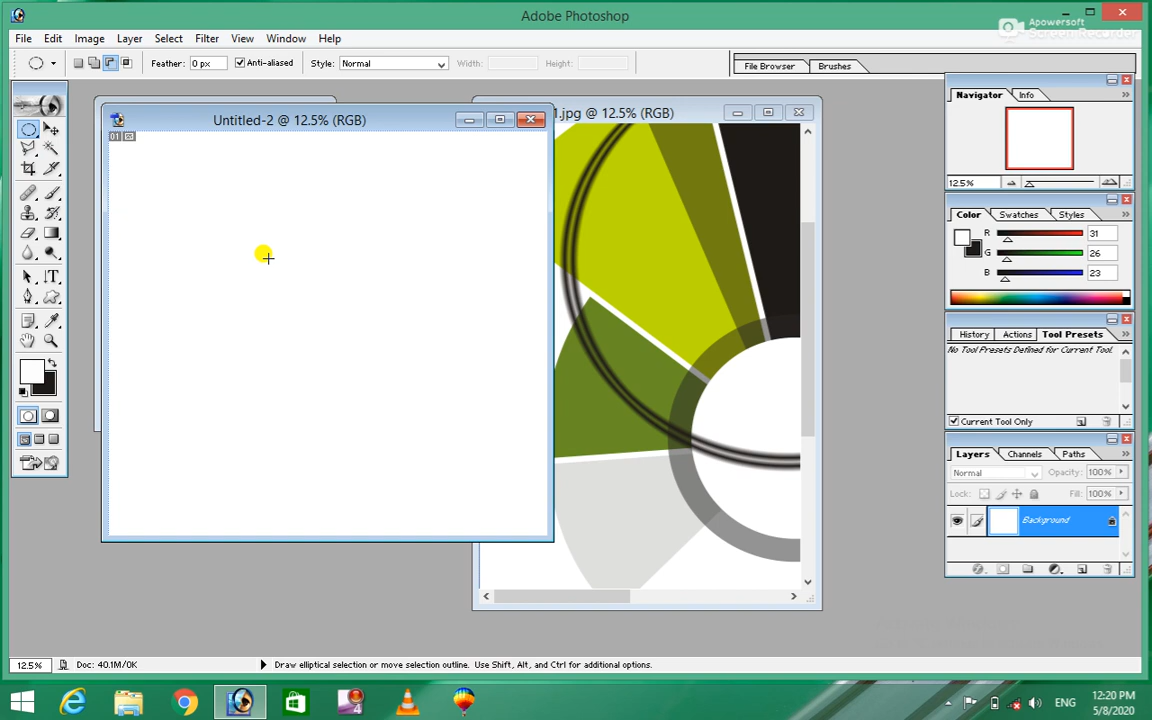 Adobe Photoshop
Apowersoft
Screen Recorder
File Edit Image Layer Select Filter View Window Help
Feather: 0 px Anti-aliased Style: Normal Width: Height: File Browser Brushes
Navigator Info
12.5%
Untitled-2 @ 12.5% (RGB)
1.jpg @ 12.5% (RGB)
01
Color Swatches Styles
R 31
G 26
B 23
History Actions Tool Presets
No Tool Presets Defined for Current Tool.
Current Tool Only
Layers Channels Paths
Normal Opacity: 100%
Lock: Fill: 100%
Background
12.5% Doc: 40.1M/0K Draw elliptical selection or move selection outline. Use Shift, Alt, and Ctrl for additional options.
4
ENG
12:20 PM
5/8/2020